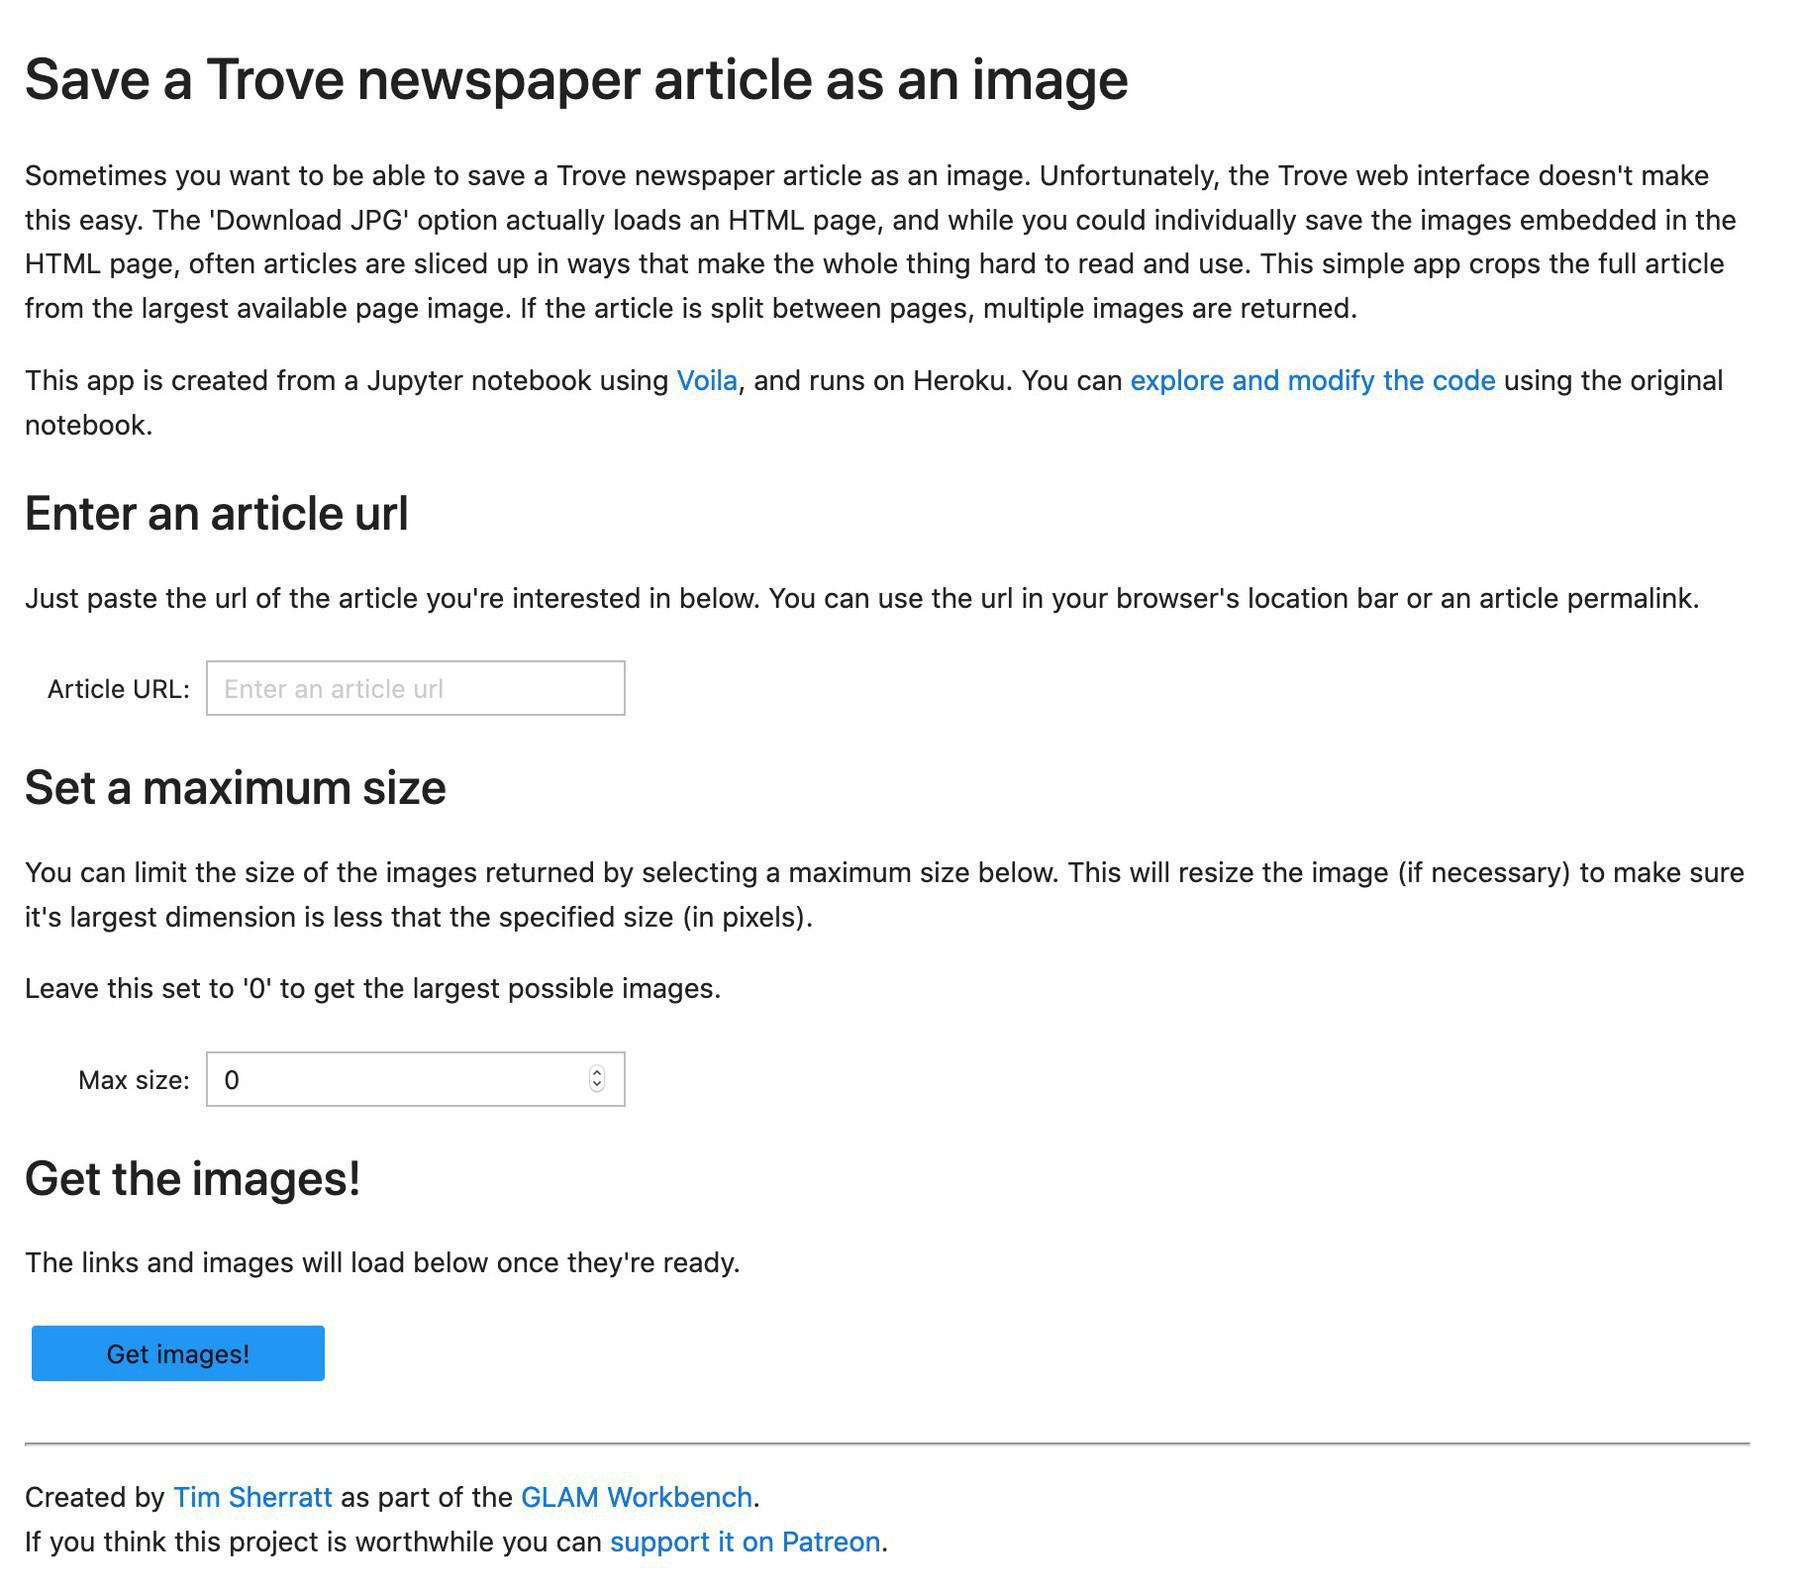 Save a Trove newspaper article as an image
Sometimes you want to be able to save a Trove newspaper article as an image. Unfortunately, the Trove web interface doesn't make
this easy. The 'Download JPG' option actually loads an HTML page, and while you could individually save the images embedded in the
HTML page, often articles are sliced up in ways that make the whole thing hard to read and use. This simple app crops the full article
from the largest available page image. If the article is split between pages, multiple images are returned.
This app is created from a Jupyter notebook using Voila, and runs on Heroku. You can explore and modify the code using the original
notebook.
Enter an article url
Just paste the url of the article you're interested in below. You can use the url in your browser's location bar or an article permalink.
Article URL: Enter an article url
Set a maximum size
You can limit the size of the images returned by selecting a maximum size below. This will resize the image (if necessary) to make sure
it's largest dimension is less that the specified size (in pixels).
Leave this set to '0' to get the largest possible images.
Max size: 0
Get the images!
The links and images will load below once they're ready.
Get images!
Created by Tim Sherratt as part of the GLAM Workbench.
If you think this project is worthwhile you can support it on Patreon.